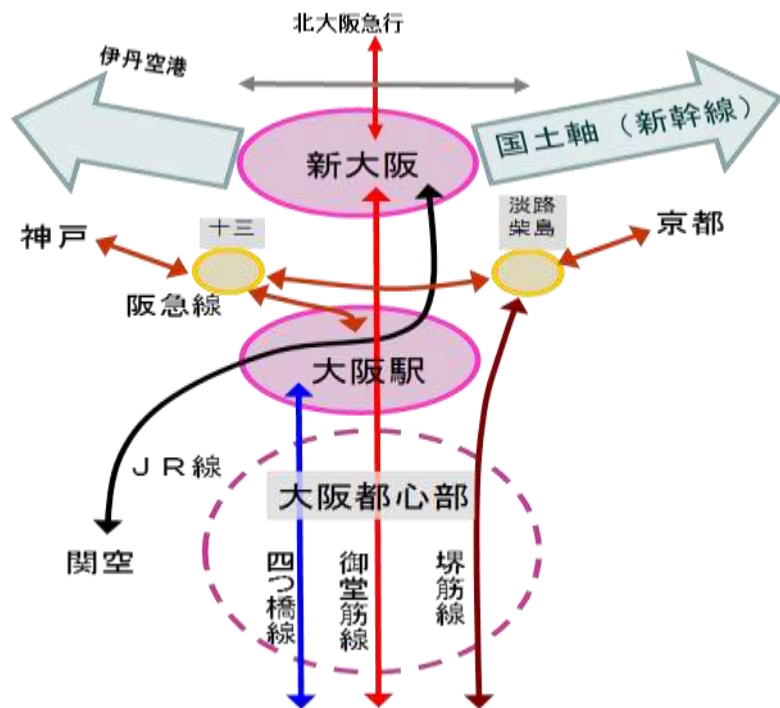 北大阪急行
伊丹空港
国土軸（新幹線）
新大阪
十三
淡路
柴島
神戸
京都
阪急線
大阪駅
ＪＲ線
大阪都心部
関空
四つ橋線
御堂筋線
堺筋線